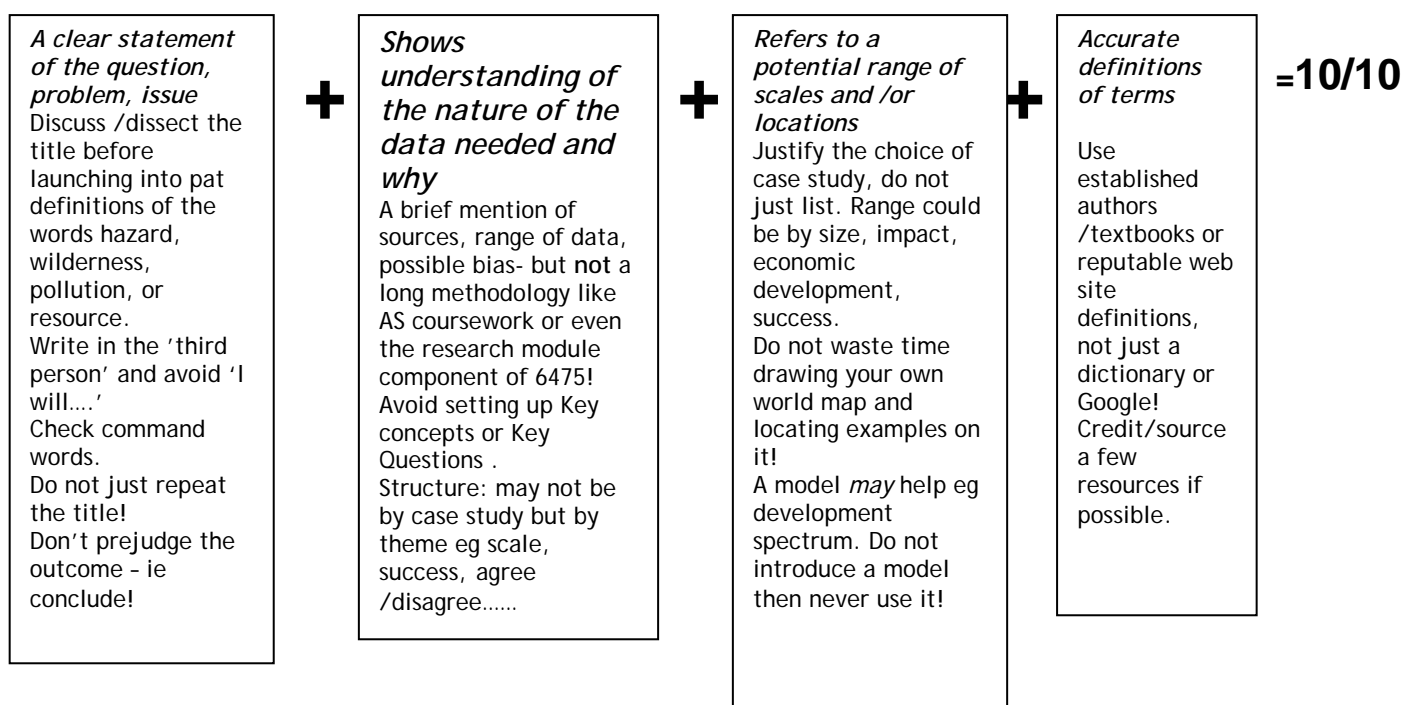 A clear statement
of the question,
problem, issue
Discuss /dissect the
title before
launching into pat
definitions of the
words hazard,
wilderness,
pollution, or
resource.
Write in the 'third
person' and avoid 'I
will....'
Check command
words.
Do not just repeat
the title!
Don't prejudge the
outcome – ie
conclude!
+
Shows
understanding of
the nature of the
data needed and
why
A brief mention of
sources, range of data,
possible bias- but not a
long methodology like
AS coursework or even
the research module
component of 6475!
Avoid setting up Key
concepts or Key
Questions .
Structure: may not be
by case study but by
theme eg scale,
success, agree
/disagree......
+
Refers to a
potential range of
scales and /or
locations
Justify the choice of
case study, do not
just list. Range could
be by size, impact,
economic
development,
success.
Do not waste time
drawing your own
world map and
locating examples on
it!
A model may help eg
development
spectrum. Do not
introduce a model
then never use it!
+
Accurate
definitions
of terms
Use
established
authors
/textbooks or
reputable web
site
definitions,
not just a
dictionary or
Google!
Credit/source
a few
resources if
possible.
=10/10